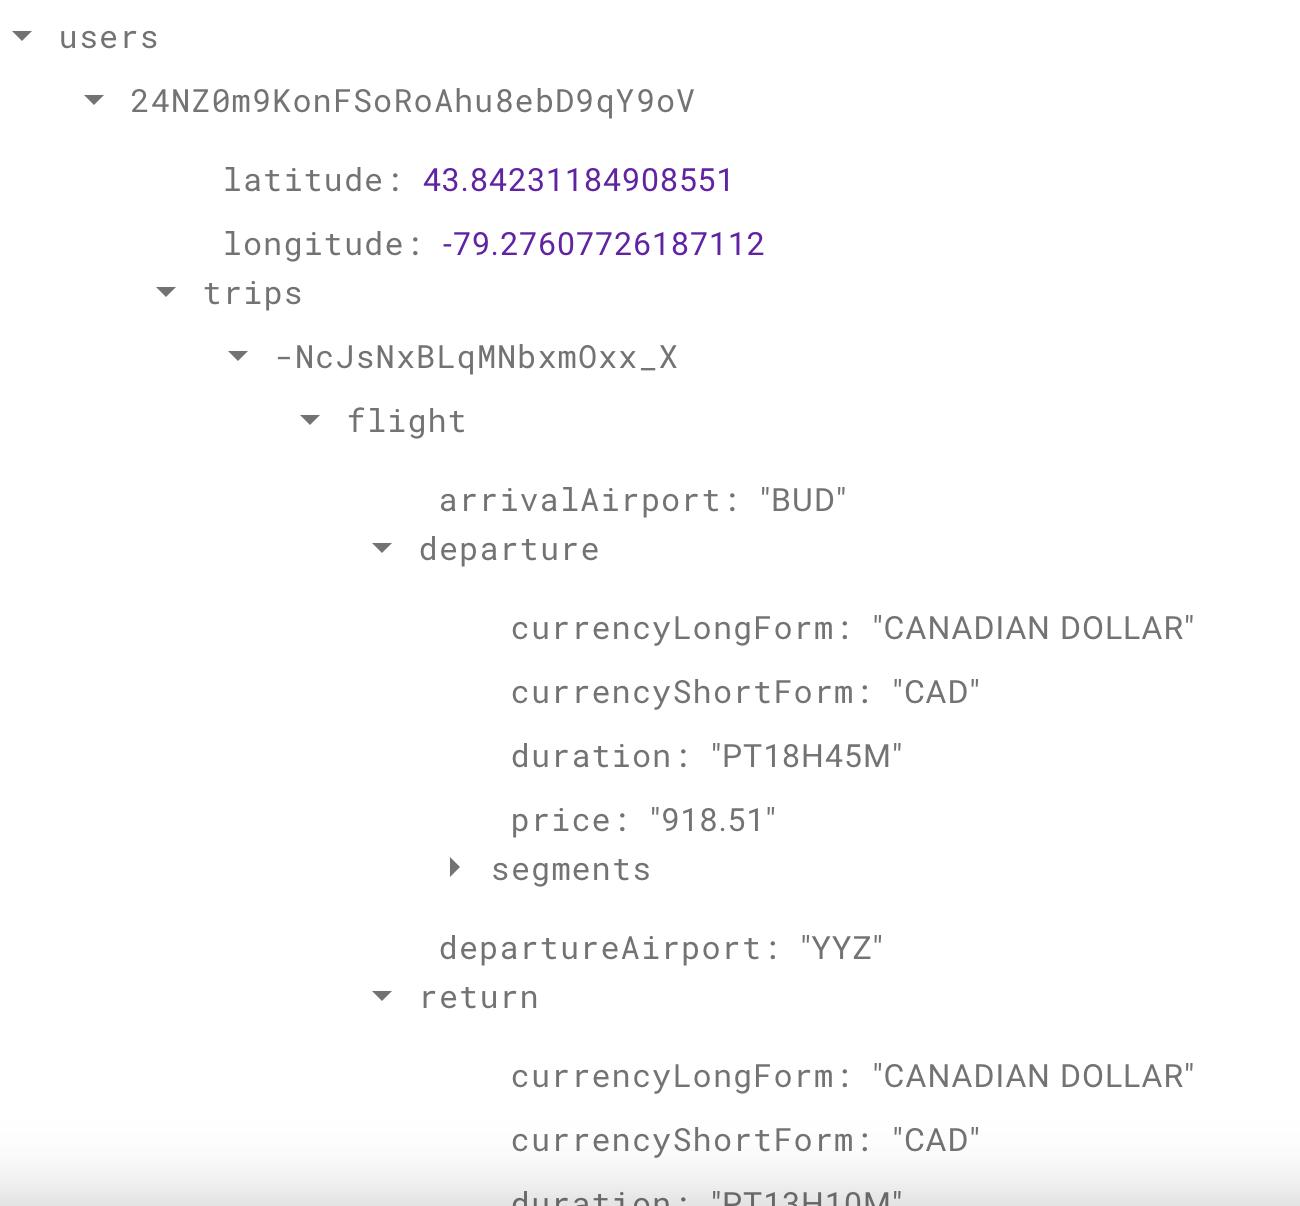 users
24NZ0m9KonFSoRoAhu8ebD9qY9oV
latitude: 43.84231184908551
longitude: -79.27607726187112
trips
-NcJsNxBLqMNbxmOxx_X
flight
arrivalAirport: "BUD"
departure
currencyLongForm: "CANADIAN DOLLAR"
currencyShortForm: "CAD"
duration: "PT18H45M"
price: "918.51"
segments
departureAirport: "YYZ"
return
currencyLongForm: "CANADIAN DOLLAR"
currencyShortForm: "CAD"
duration: "PT13H10M"